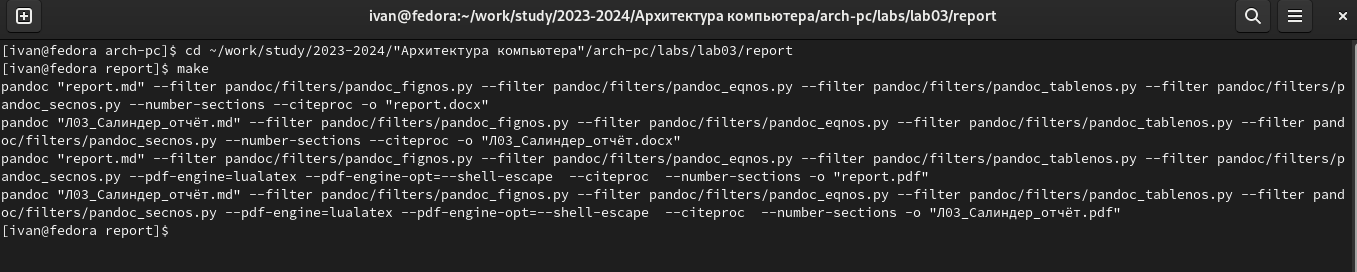 ivan@fedora:~/work/study/2023-2024/Архитектура компьютера/arch-pc/labs/lab03/report
[ivan@fedora arch-pc]$ cd ~/work/study/2023-2024/"Архитектура компьютера"/arch-pc/labs/lab03/report
[ivan@fedora report]$ make
pandoc "report.md" --filter pandoc/filters/pandoc_fignos.py --filter pandoc/filters/pandoc_eqnos.py --filter pandoc/filters/pandoc_tablenos.py --filter pandoc/filters/p
andoc_secnos.py --number-sections --citeproc -o "report.docx"
pandoc "Л03_Салиндер_отчёт.md" --filter pandoc/filters/pandoc_fignos.py --filter pandoc/filters/pandoc_eqnos.py --filter pandoc/filters/pandoc_tablenos.py --filter pand
oc/filters/pandoc_secnos.py --number-sections --citeproc -o "Л03_Салиндер_отчёт.docx"
pandoc "report.md" --filter pandoc/filters/pandoc_fignos.py --filter pandoc/filters/pandoc_eqnos.py --filter pandoc/filters/pandoc_tablenos.py --filter pandoc/filters/p
andoc_secnos.py --pdf-engine=lualatex --pdf-engine-opt=--shell-escape  --citeproc  --number-sections -o "report.pdf"
pandoc "Л03_Салиндер_отчёт.md" --filter pandoc/filters/pandoc_fignos.py --filter pandoc/filters/pandoc_eqnos.py --filter pandoc/filters/pandoc_tablenos.py --filter pand
oc/filters/pandoc_secnos.py --pdf-engine=lualatex --pdf-engine-opt=--shell-escape  --citeproc  --number-sections -o "Л03_Салиндер_отчёт.pdf"
[ivan@fedora report]$